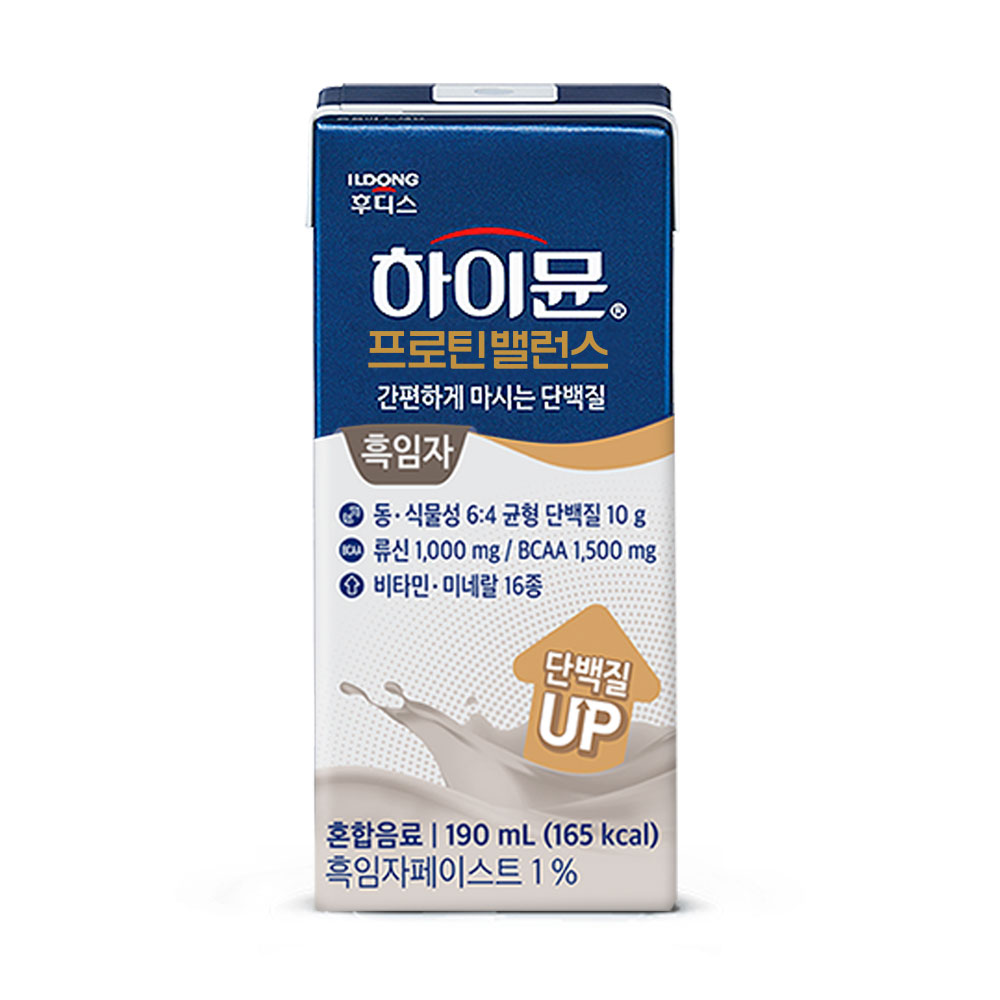 ILDONG
후디스
하이뮨®
프로틴밸런스
간편하게 마시는 단백질
흑임자
동·식물성 6:4 균형 단백질 10 g
BCAA 류신 1,000 mg / BCAA 1,500 mg
비타민·미네랄 16종
단백질
UP
혼합음료 | 190 mL (165 kcal)
흑임자페이스트 1 %